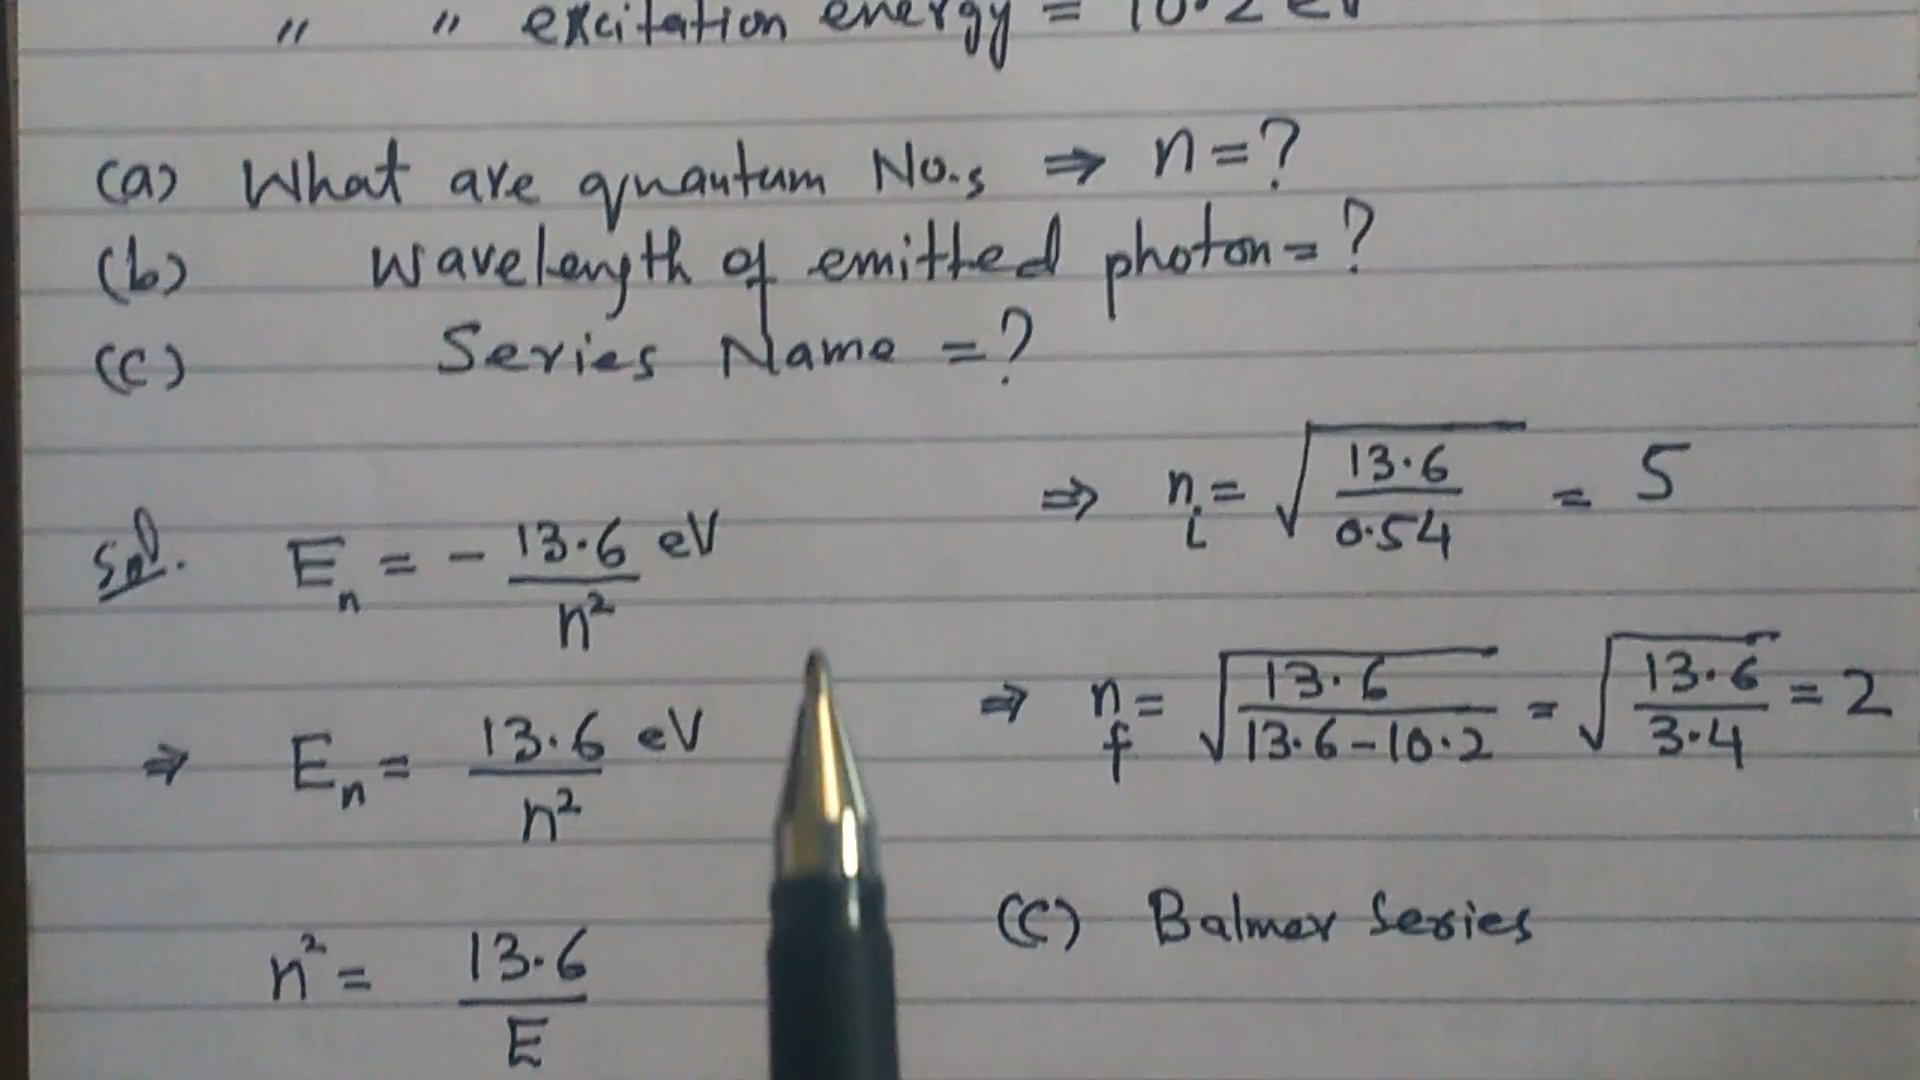 " " excitation energy = 10.2 eV
(a) What are quantum No.s ⇒ n=?
(b) wavelength of emitted photon=?
(c) Series Name =?
Sol. Eₙ = - 13.6 eV / n²
⇒ Eₙ = 13.6 eV / n²
n² = 13.6 / E
⇒ nᵢ = √(13.6 / 0.54) = 5
⇒ n_f = √(13.6 / 13.6-10.2) = √(13.6 / 3.4) = 2
(C) Balmer Series